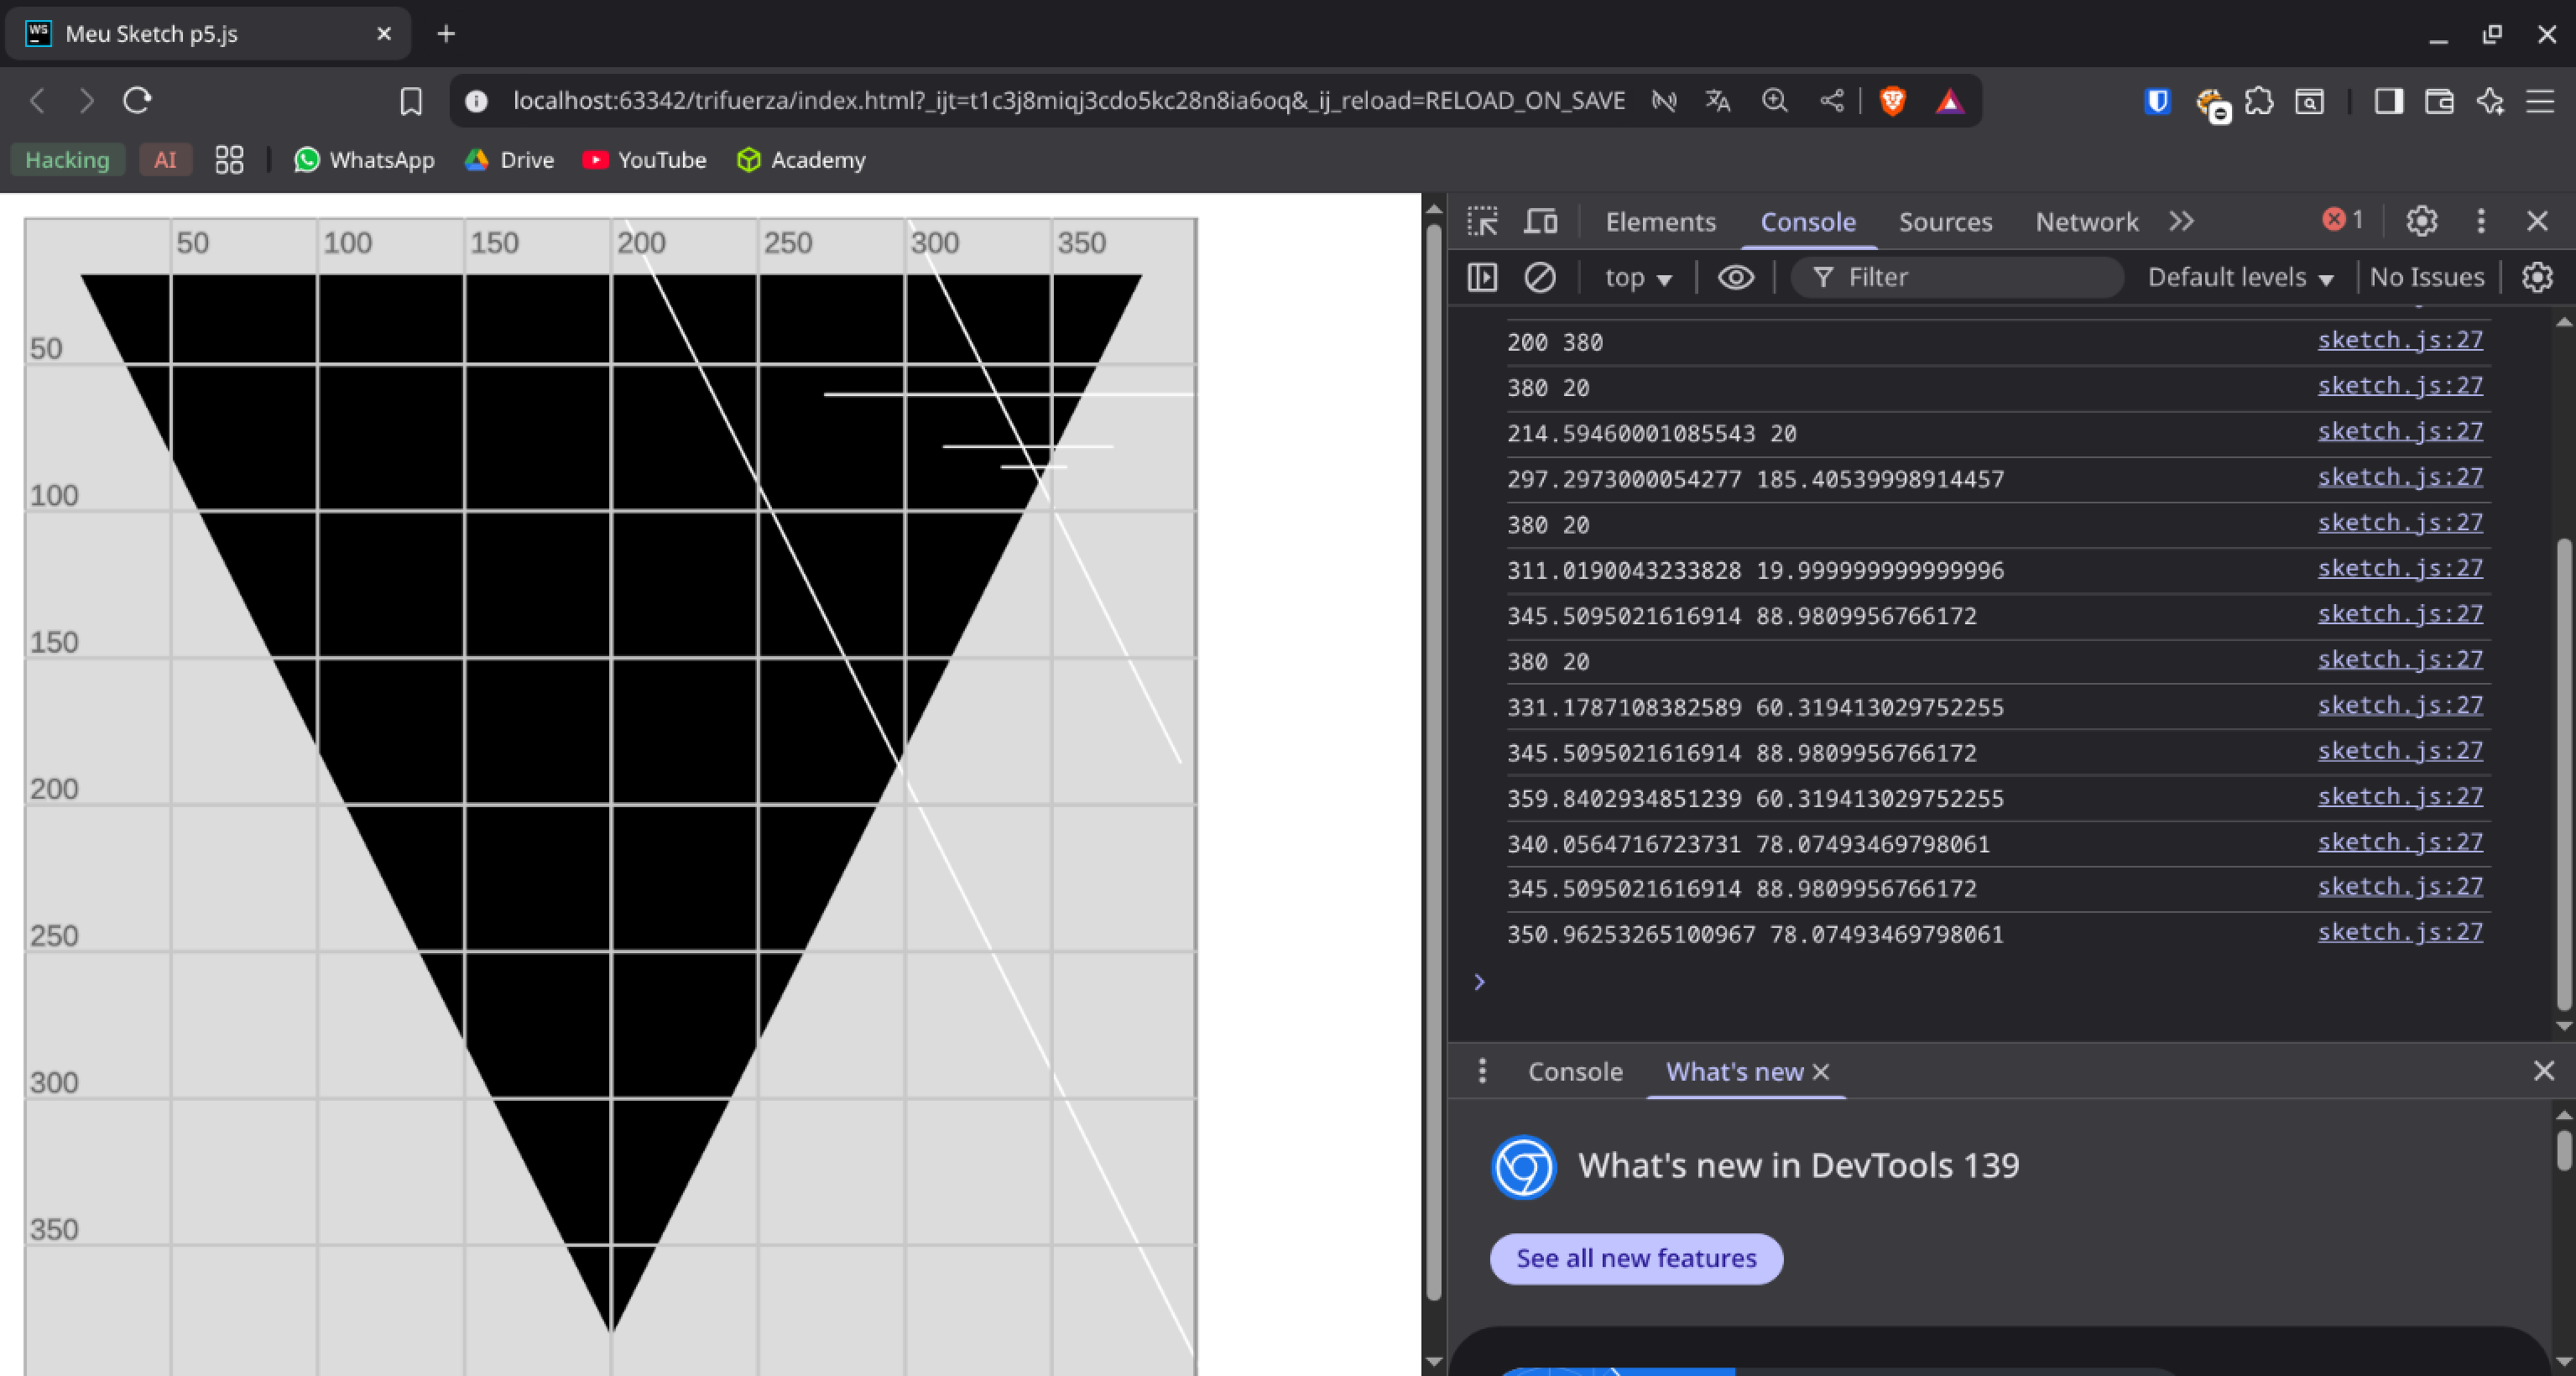 Meu Sketch p5.js
localhost:63342/trifuerza/index.html?_ijt=t1c3j8miqj3cdo5kc28n8ia6oq&_ij_reload=RELOAD_ON_SAVE
Hacking AI WhatsApp Drive YouTube Academy
50 100 150 200 250 300 350
50
100
150
200
250
300
350
Elements Console Sources Network 1
top Filter Default levels No Issues
200 380 sketch.js:27
380 20 sketch.js:27
214.59460001085543 20 sketch.js:27
297.2973000054277 185.40539998914457 sketch.js:27
380 20 sketch.js:27
311.0190043233828 19.999999999999996 sketch.js:27
345.5095021616914 88.9809956766172 sketch.js:27
380 20 sketch.js:27
331.1787108382589 60.319413029752255 sketch.js:27
345.5095021616914 88.9809956766172 sketch.js:27
359.8402934851239 60.319413029752255 sketch.js:27
340.0564716723731 78.07493469798061 sketch.js:27
345.5095021616914 88.9809956766172 sketch.js:27
350.96253265100967 78.07493469798061 sketch.js:27
Console What's new
What's new in DevTools 139
See all new features